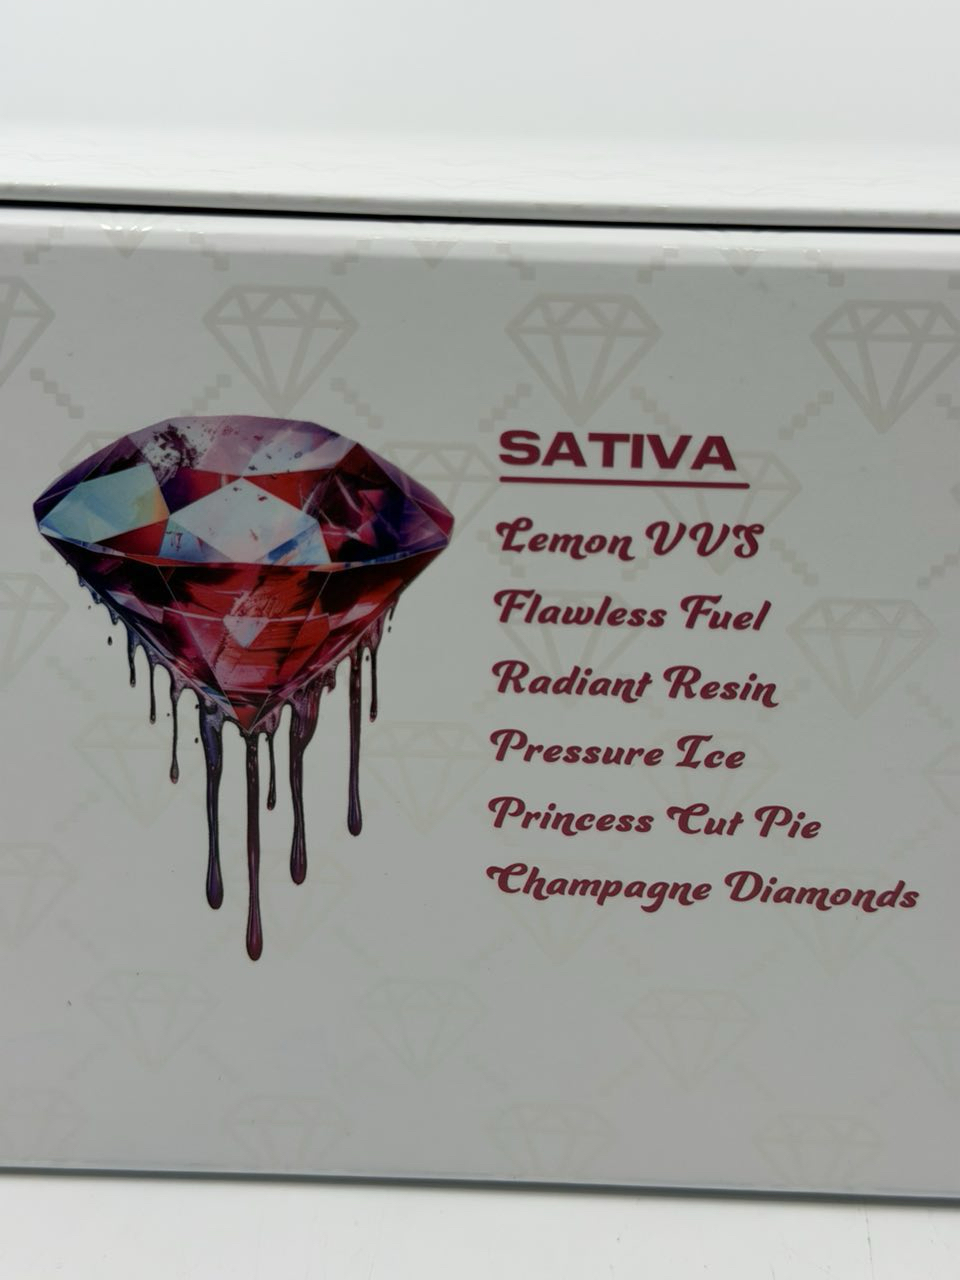 SATIVA
Lemon VVS
Flawless Fuel
Radiant Resin
Pressure Ice
Princess Cut Pie
Champagne Diamonds